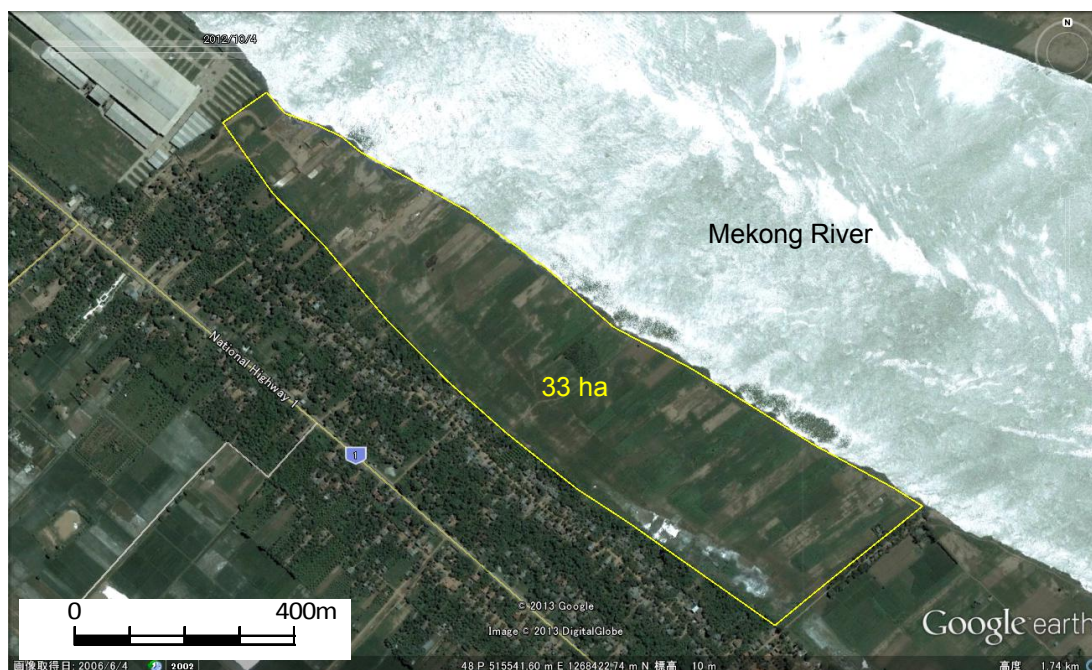 2012/10/4
N
Mekong River
National Highway 1
33 ha
1
0 400m
© 2013 Google
Image © 2013 DigitalGlobe
Google earth
画像取得日: 2006/6/4 2002 48 P 515541.60 m E 1268422.74 m N 標高 10 m 高度 1.74 km